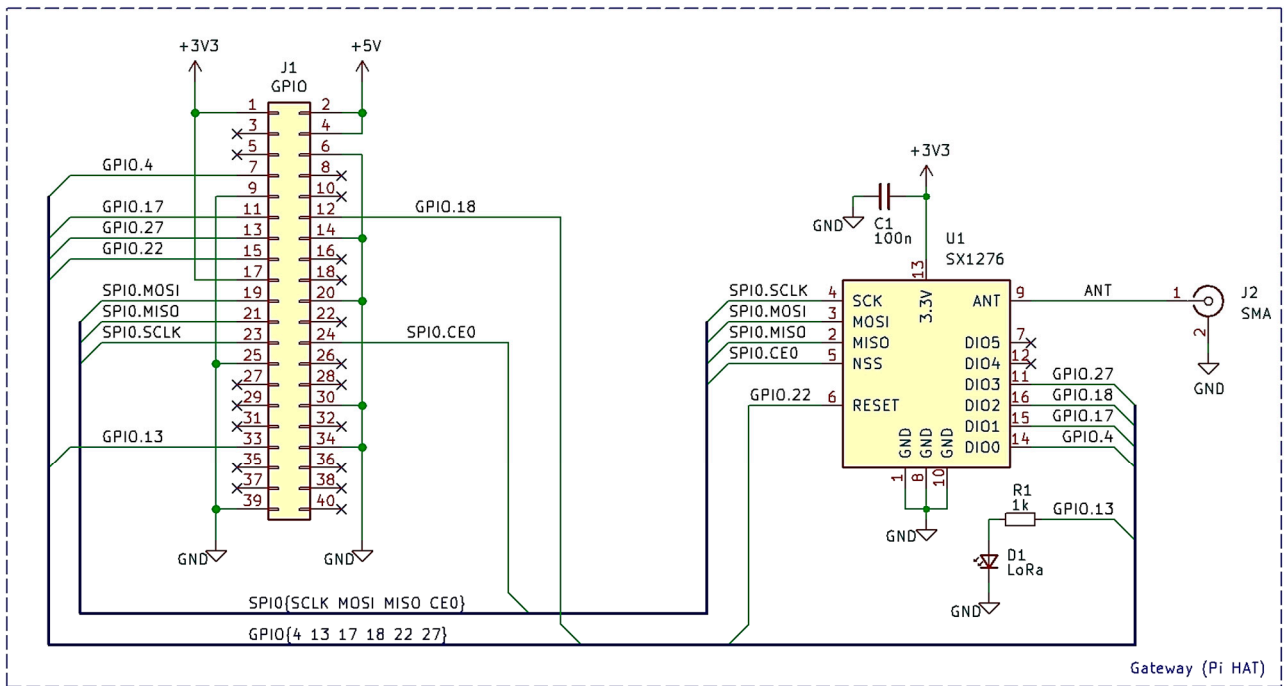 +3V3
+5V
J1
GPIO
1 2
3 4
5 6
GPIO.4 7 8
9 10
GPIO.17 11 12 GPIO.18
GPIO.27 13 14
GPIO.22 15 16
17 18
SPI0.MOSI 19 20
SPI0.MISO 21 22
SPI0.SCLK 23 24 SPI0.CE0
25 26
27 28
29 30
31 32
GPIO.13 33 34
35 36
37 38
39 40
GND
GND
+3V3
GND
C1
100n
U1
SX1276
13
3.3V
SPI0.SCLK 4 SCK
SPI0.MOSI 3 MOSI
SPI0.MISO 2 MISO
SPI0.CE0 5 NSS
GPIO.22 6 RESET
ANT 9 ANT 1
J2
SMA
2
GND
DIO5 7
DIO4 12
DIO3 11 GPIO.27
DIO2 16 GPIO.18
DIO1 15 GPIO.17
DIO0 14 GPIO.4
GND GND GND
1 8 10
GND
R1
1k
GPIO.13
D1
LoRa
GND
SPI0{SCLK MOSI MISO CE0}
GPIO{4 13 17 18 22 27}
Gateway (Pi HAT)